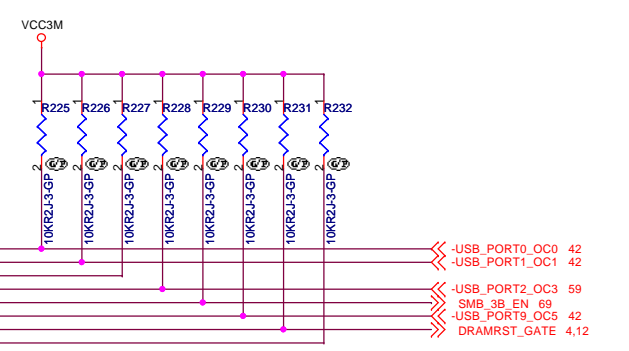 VCC3M
1 1 1 1 1 1 1 1
R225 R226 R227 R228 R229 R230 R231 R232
2 2 2 2 2 2 2 2
10KR2J-3-GP 10KR2J-3-GP 10KR2J-3-GP 10KR2J-3-GP 10KR2J-3-GP 10KR2J-3-GP 10KR2J-3-GP 10KR2J-3-GP
-USB_PORT0_OC0 42
-USB_PORT1_OC1 42
-USB_PORT2_OC3 59
SMB_3B_EN 69
-USB_PORT9_OC5 42
DRAMRST_GATE 4,12